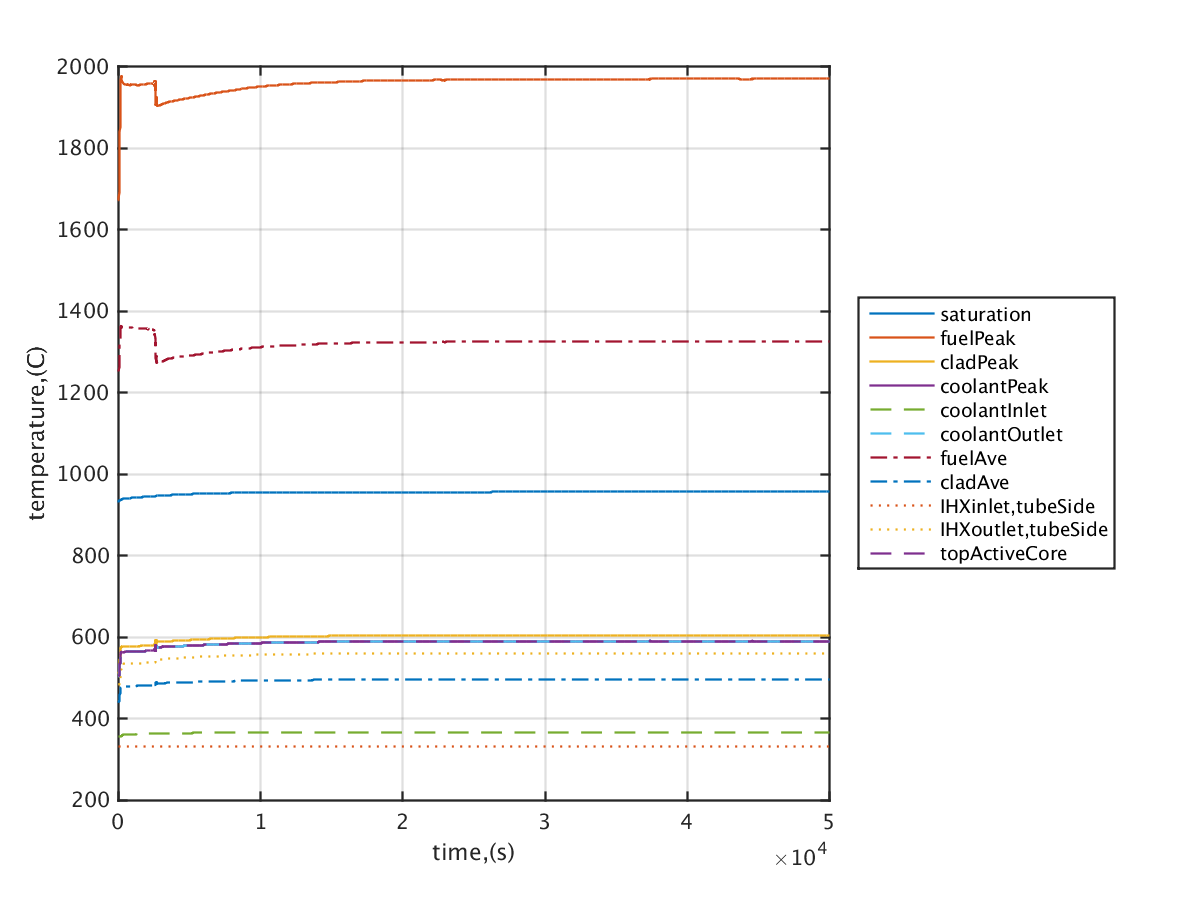 2000
1800
1600
1400
1200
1000
800
600
400
200
temperature,(C)
0 1 2 3 4 5
time,(s)
×10^4
saturation
fuelPeak
cladPeak
coolantPeak
coolantInlet
coolantOutlet
fuelAve
cladAve
IHXinlet,tubeSide
IHXoutlet,tubeSide
topActiveCore